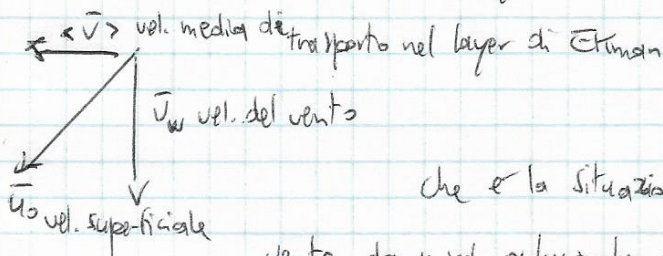 <v̄> vel. media di trasporto nel layer di Ekman
v̄w vel. del vento
che è la situazio
ū₀ vel. superficiale